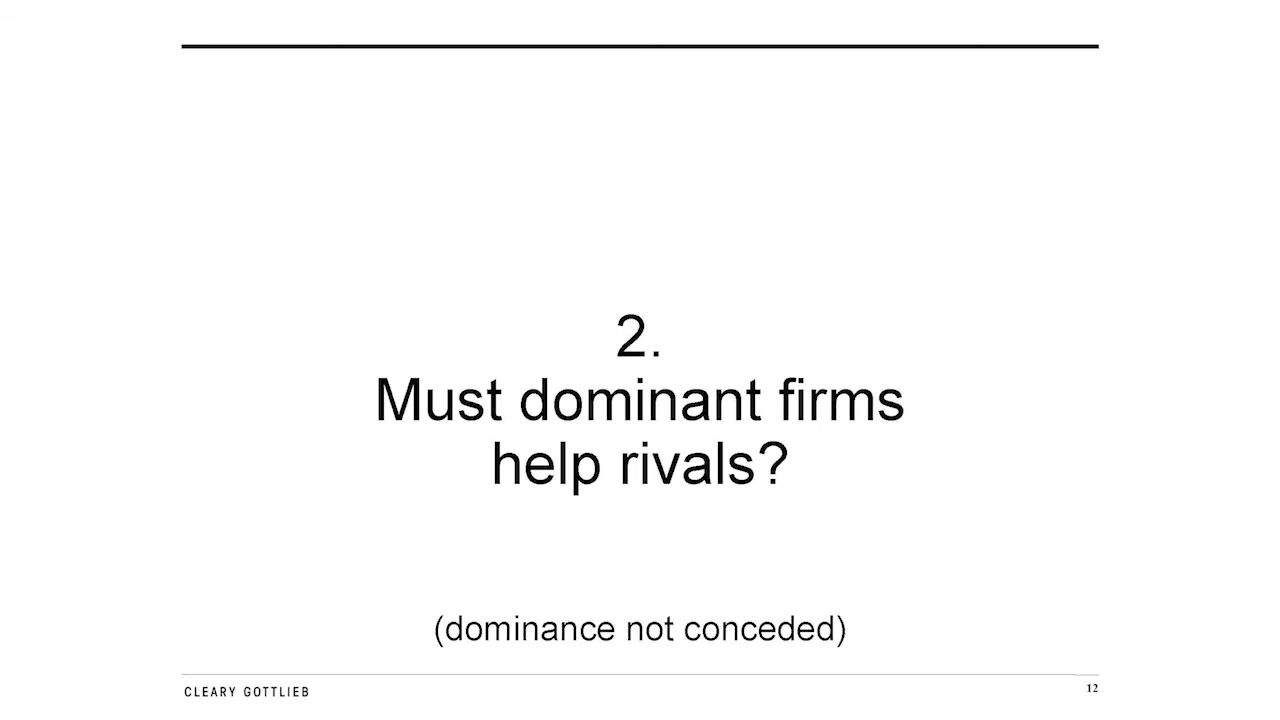 2.
Must dominant firms
help rivals?
(dominance not conceded)
CLEARY GOTTLIEB
12